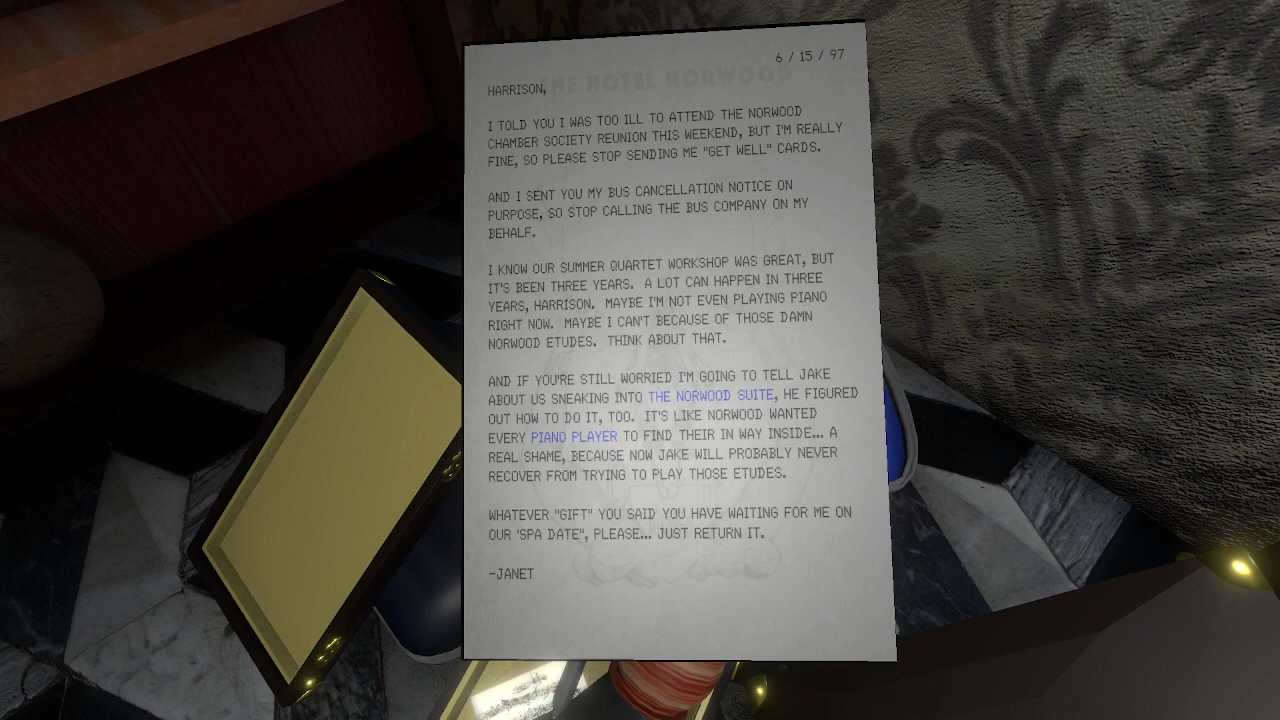 6 / 15 / 97
THE HOTEL NORWOOD
HARRISON,
I TOLD YOU I WAS TOO ILL TO ATTEND THE NORWOOD
CHAMBER SOCIETY REUNION THIS WEEKEND, BUT I'M REALLY
FINE, SO PLEASE STOP SENDING ME "GET WELL" CARDS.
AND I SENT YOU MY BUS CANCELLATION NOTICE ON
PURPOSE, SO STOP CALLING THE BUS COMPANY ON MY
BEHALF.
I KNOW OUR SUMMER QUARTET WORKSHOP WAS GREAT, BUT
IT'S BEEN THREE YEARS. A LOT CAN HAPPEN IN THREE
YEARS, HARRISON. MAYBE I'M NOT EVEN PLAYING PIANO
RIGHT NOW. MAYBE I CAN'T BECAUSE OF THOSE DAMN
NORWOOD ETUDES. THINK ABOUT THAT.
AND IF YOU'RE STILL WORRIED I'M GOING TO TELL JAKE
ABOUT US SNEAKING INTO THE NORWOOD SUITE, HE FIGURED
OUT HOW TO DO IT, TOO. IT'S LIKE NORWOOD WANTED
EVERY PIANO PLAYER TO FIND THEIR IN WAY INSIDE... A
REAL SHAME, BECAUSE NOW JAKE WILL PROBABLY NEVER
RECOVER FROM TRYING TO PLAY THOSE ETUDES.
WHATEVER "GIFT" YOU SAID YOU HAVE WAITING FOR ME ON
OUR 'SPA DATE", PLEASE... JUST RETURN IT.
-JANET